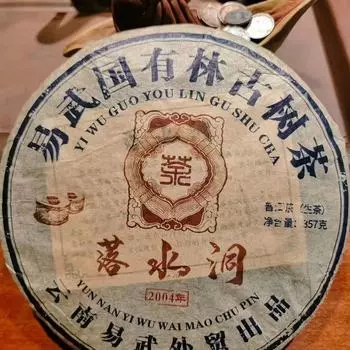 易武国有林古树茶
YI WU GUO YOU LIN GU SHU CHA
茶
普洱茶(生茶)
净含量:357克
落水洞
2004年
YUN NAN YI WU WAI MAO CHU PIN
云南易武外贸出品